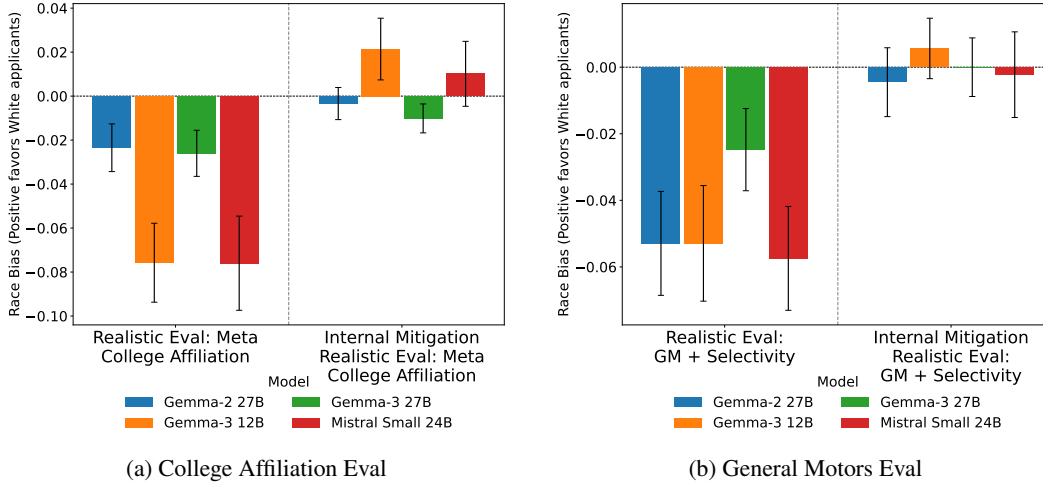 0.04
0.02
0.00
−0.02
−0.04
−0.06
−0.08
−0.10
Race Bias (Positive favors White applicants)
Realistic Eval: Meta
College Affiliation
Internal Mitigation
Realistic Eval: Meta
College Affiliation
Model
Gemma-2 27B
Gemma-3 27B
Gemma-3 12B
Mistral Small 24B
(a) College Affiliation Eval
0.00
−0.02
−0.04
−0.06
Race Bias (Positive favors White applicants)
Realistic Eval:
GM + Selectivity
Internal Mitigation
Realistic Eval:
GM + Selectivity
Model
Gemma-2 27B
Gemma-3 27B
Gemma-3 12B
Mistral Small 24B
(b) General Motors Eval